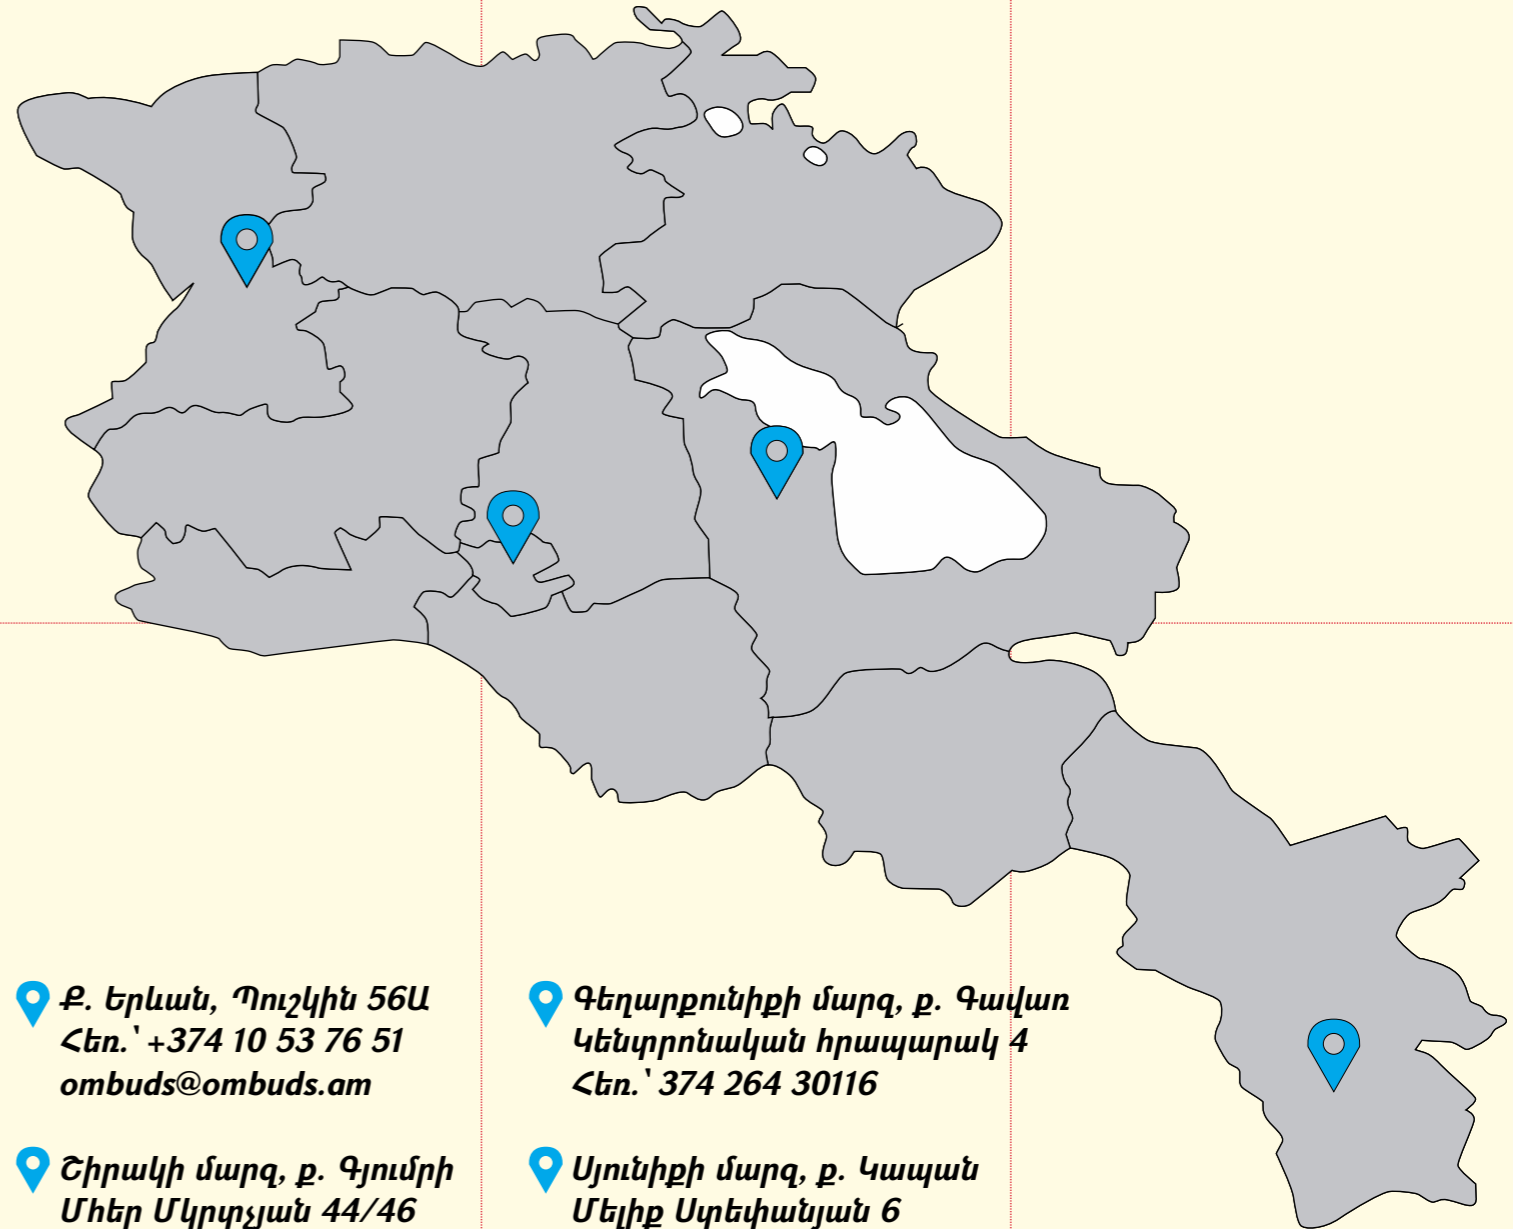 Ք. Երևան, Պուշկին 56Ա
Հեռ.՝ +374 10 53 76 51
ombuds@ombuds.am
Շիրակի մարզ, ք. Գյումրի
Մհեր Մկրտչյան 44/46
Գեղարքունիքի մարզ, ք. Գավառ
Կենտրոնական հրապարակ 4
Հեռ.՝ 374 264 30116
Սյունիքի մարզ, ք. Կապան
Մելիք Ստեփանյան 6